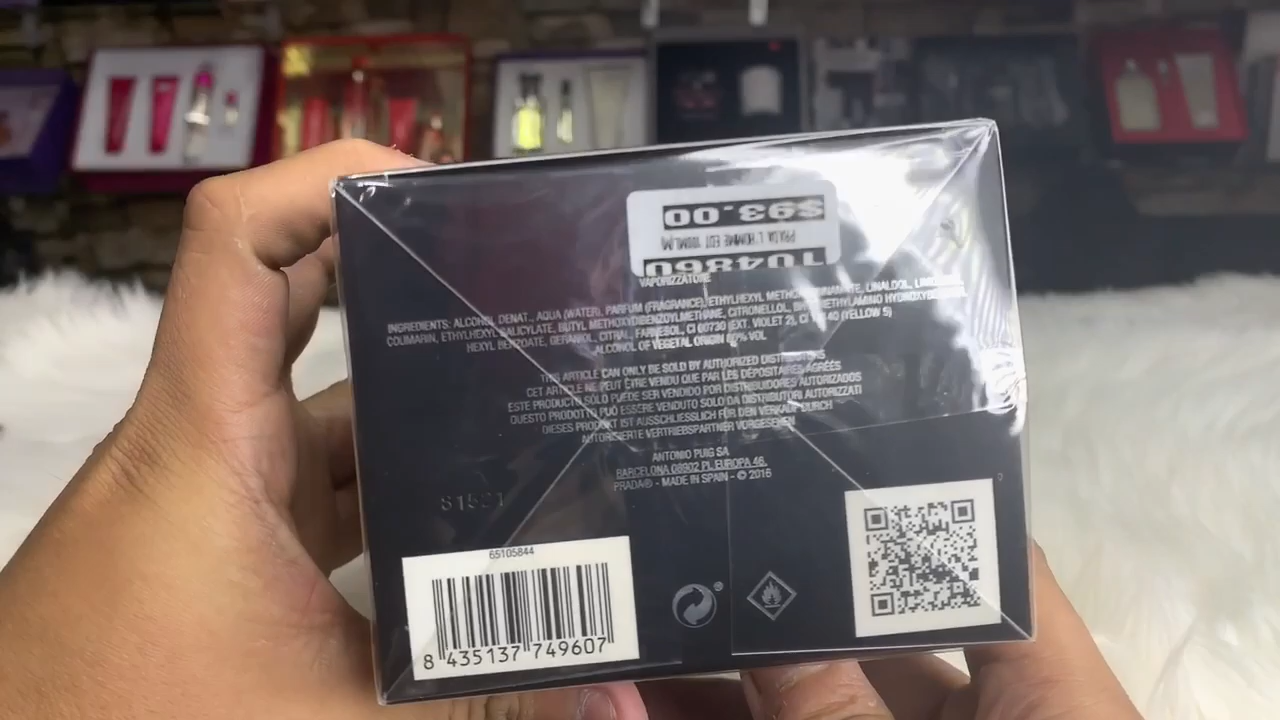 $93.00
PRADA L'HOMME EDT 100ML(M)
104860
VAPORIZZATORE
INGREDIENTS: ALCOHOL DENAT., AQUA (WATER), PARFUM (FRAGRANCE), ETHYLHEXYL LINALOOL,
COUMARIN, ETHYLHEXYL SALICYLATE, BUTYL METHOXYDIBENZOYLMETHANE, CITRONELLOL,
HEXYL BENZOATE, GERANIOL, CITRAL, FARNESOL, CI 60730 (EXT. VIOLET 2), CI (YELLOW 5)
ALCOHOL OF VEGETAL ORIGIN VOL
THIS ARTICLE CAN ONLY BE SOLD BY AUTHORIZED DISTRIBUTORS
CET ARTICLE NE PEUT ÊTRE VENDU QUE PAR LES DÉPOSITAIRES AGRÉÉS
ESTE PRODUCTO SÓLO PUEDE SER VENDIDO POR DISTRIBUIDORES AUTORIZADOS
QUESTO PRODOTTO PUÒ ESSERE VENDUTO SOLO DA DISTRIBUTORI AUTORIZZATI
DIESES PRODUKT IST AUSSCHLIESSLICH FÜR DEN VERKAUF DURCH
AUTORISIERTE VERTRIEBSPARTNER VORGESEHEN
ANTONIO PUIG SA
BARCELONA 08902 PL. EUROPA 46.
PRADA® - MADE IN SPAIN - © 2016
65105844
8 435137 749607